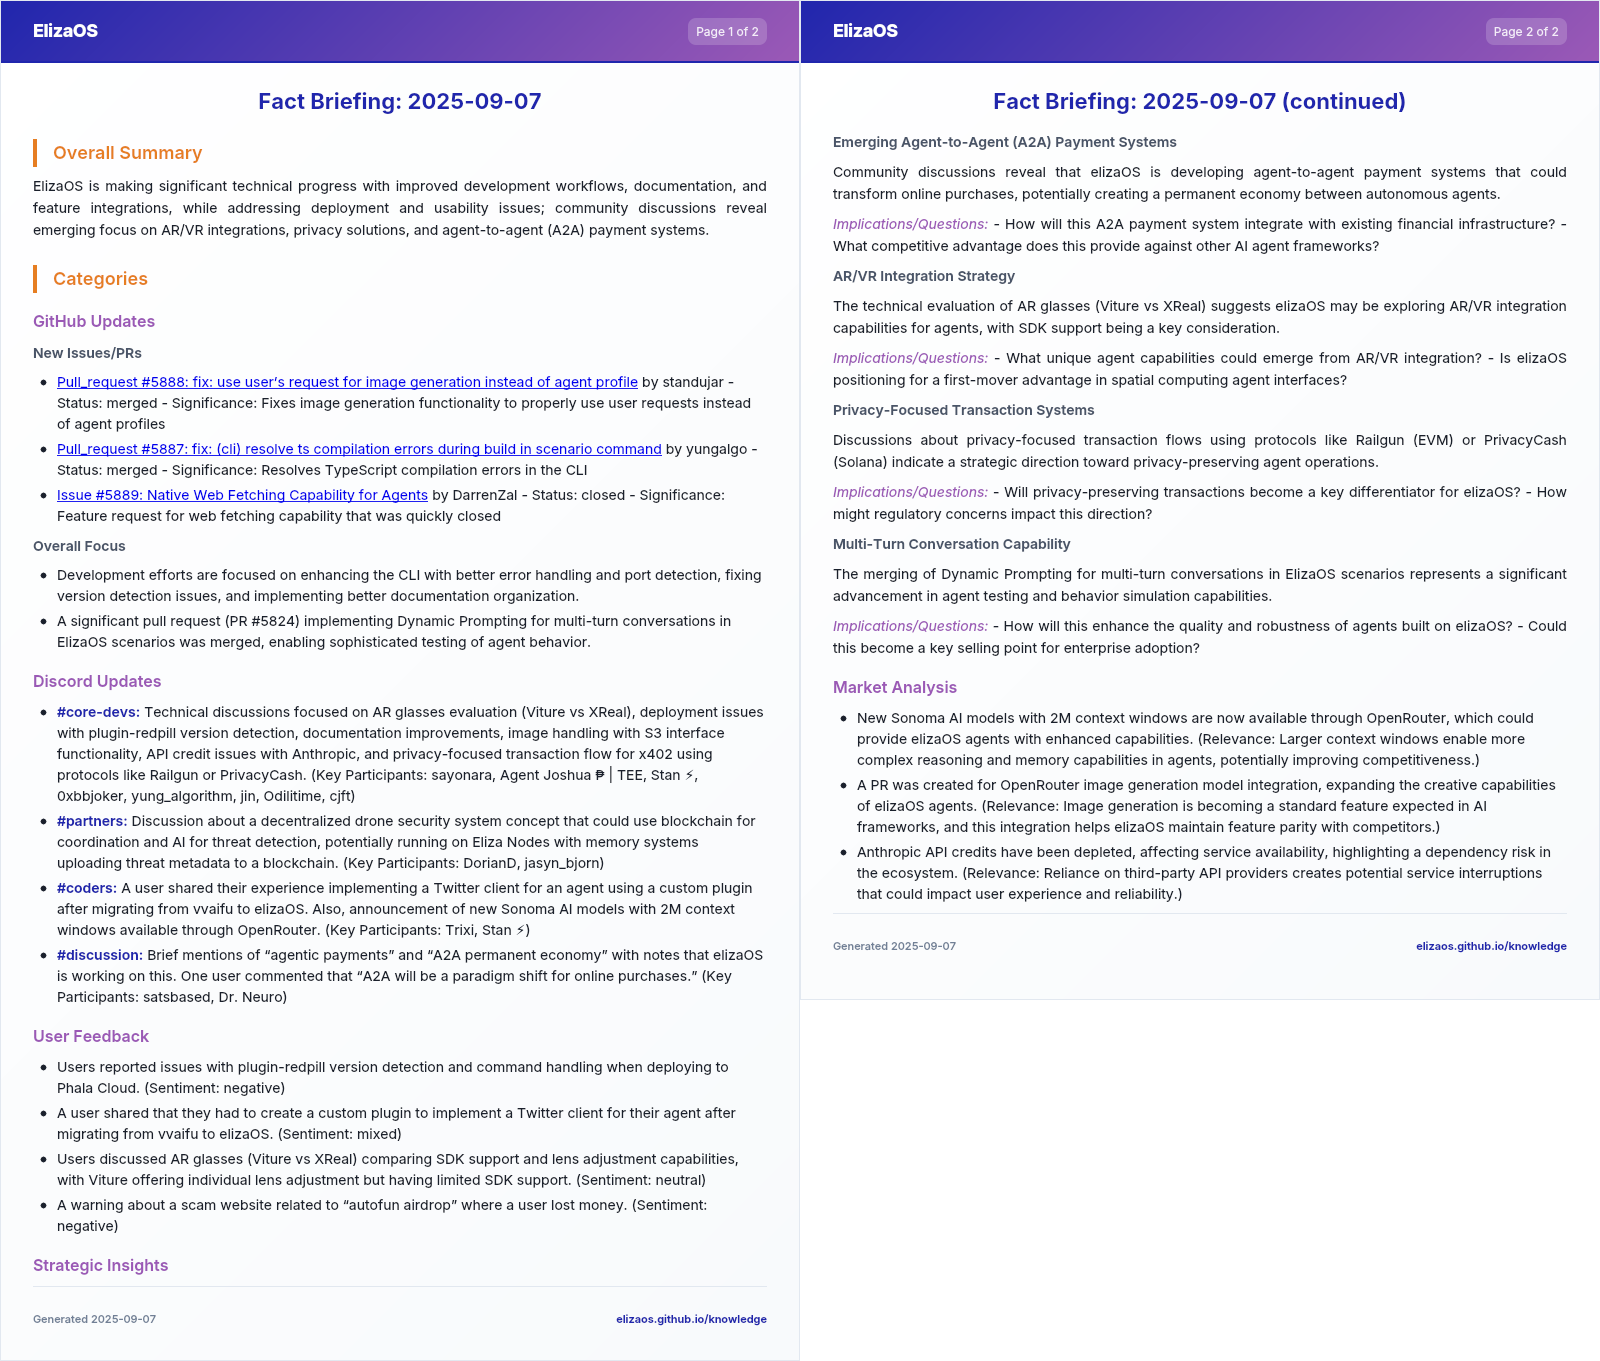 ElizaOS
Page 1 of 2
Fact Briefing: 2025-09-07
Overall Summary
ElizaOS is making significant technical progress with improved development workflows, documentation, and
feature integrations, while addressing deployment and usability issues; community discussions reveal
emerging focus on AR/VR integrations, privacy solutions, and agent-to-agent (A2A) payment systems.
Categories
GitHub Updates
New Issues/PRs
• Pull_request #5888: fix: use user’s request for image generation instead of agent profile by standujar -
Status: merged - Significance: Fixes image generation functionality to properly use user requests instead
of agent profiles
• Pull_request #5887: fix: (cli) resolve ts compilation errors during build in scenario command by yungalgo -
Status: merged - Significance: Resolves TypeScript compilation errors in the CLI
• Issue #5889: Native Web Fetching Capability for Agents by DarrenZal - Status: closed - Significance:
Feature request for web fetching capability that was quickly closed
Overall Focus
• Development efforts are focused on enhancing the CLI with better error handling and port detection, fixing
version detection issues, and implementing better documentation organization.
• A significant pull request (PR #5824) implementing Dynamic Prompting for multi-turn conversations in
ElizaOS scenarios was merged, enabling sophisticated testing of agent behavior.
Discord Updates
• #core-devs: Technical discussions focused on AR glasses evaluation (Viture vs XReal), deployment issues
with plugin-redpill version detection, documentation improvements, image handling with S3 interface
functionality, API credit issues with Anthropic, and privacy-focused transaction flow for x402 using
protocols like Railgun or PrivacyCash. (Key Participants: sayonara, Agent Joshua ₱ | TEE, Stan ⚡,
0xbbjoker, yung_algorithm, jin, Odilitime, cjft)
• #partners: Discussion about a decentralized drone security system concept that could use blockchain for
coordination and AI for threat detection, potentially running on Eliza Nodes with memory systems
uploading threat metadata to a blockchain. (Key Participants: DorianD, jasyn_bjorn)
• #coders: A user shared their experience implementing a Twitter client for an agent using a custom plugin
after migrating from vvaifu to elizaOS. Also, announcement of new Sonoma AI models with 2M context
windows available through OpenRouter. (Key Participants: Trixi, Stan ⚡)
• #discussion: Brief mentions of “agentic payments” and “A2A permanent economy” with notes that elizaOS
is working on this. One user commented that “A2A will be a paradigm shift for online purchases.” (Key
Participants: satsbased, Dr. Neuro)
User Feedback
• Users reported issues with plugin-redpill version detection and command handling when deploying to
Phala Cloud. (Sentiment: negative)
• A user shared that they had to create a custom plugin to implement a Twitter client for their agent after
migrating from vvaifu to elizaOS. (Sentiment: mixed)
• Users discussed AR glasses (Viture vs XReal) comparing SDK support and lens adjustment capabilities,
with Viture offering individual lens adjustment but having limited SDK support. (Sentiment: neutral)
• A warning about a scam website related to “autofun airdrop” where a user lost money. (Sentiment:
negative)
Strategic Insights
Generated 2025-09-07
elizaos.github.io/knowledge
ElizaOS
Page 2 of 2
Fact Briefing: 2025-09-07 (continued)
Emerging Agent-to-Agent (A2A) Payment Systems
Community discussions reveal that elizaOS is developing agent-to-agent payment systems that could
transform online purchases, potentially creating a permanent economy between autonomous agents.
Implications/Questions: - How will this A2A payment system integrate with existing financial infrastructure? -
What competitive advantage does this provide against other AI agent frameworks?
AR/VR Integration Strategy
The technical evaluation of AR glasses (Viture vs XReal) suggests elizaOS may be exploring AR/VR integration
capabilities for agents, with SDK support being a key consideration.
Implications/Questions: - What unique agent capabilities could emerge from AR/VR integration? - Is elizaOS
positioning for a first-mover advantage in spatial computing agent interfaces?
Privacy-Focused Transaction Systems
Discussions about privacy-focused transaction flows using protocols like Railgun (EVM) or PrivacyCash
(Solana) indicate a strategic direction toward privacy-preserving agent operations.
Implications/Questions: - Will privacy-preserving transactions become a key differentiator for elizaOS? - How
might regulatory concerns impact this direction?
Multi-Turn Conversation Capability
The merging of Dynamic Prompting for multi-turn conversations in ElizaOS scenarios represents a significant
advancement in agent testing and behavior simulation capabilities.
Implications/Questions: - How will this enhance the quality and robustness of agents built on elizaOS? - Could
this become a key selling point for enterprise adoption?
Market Analysis
• New Sonoma AI models with 2M context windows are now available through OpenRouter, which could
provide elizaOS agents with enhanced capabilities. (Relevance: Larger context windows enable more
complex reasoning and memory capabilities in agents, potentially improving competitiveness.)
• A PR was created for OpenRouter image generation model integration, expanding the creative capabilities
of elizaOS agents. (Relevance: Image generation is becoming a standard feature expected in AI
frameworks, and this integration helps elizaOS maintain feature parity with competitors.)
• Anthropic API credits have been depleted, affecting service availability, highlighting a dependency risk in
the ecosystem. (Relevance: Reliance on third-party API providers creates potential service interruptions
that could impact user experience and reliability.)
Generated 2025-09-07
elizaos.github.io/knowledge